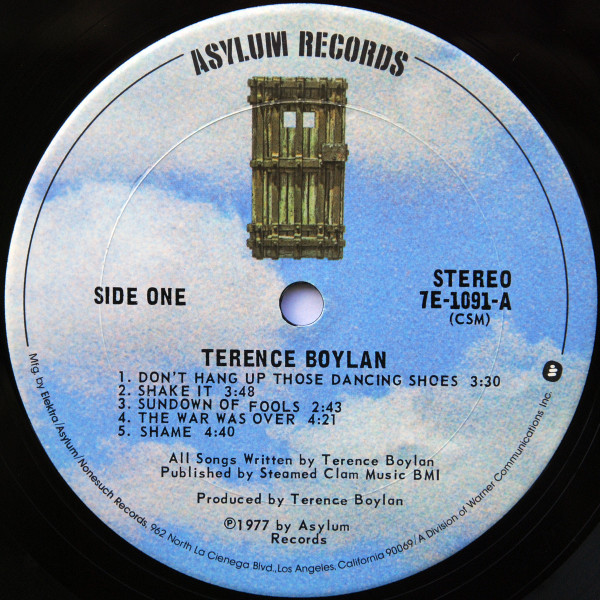 ASYLUM RECORDS
SIDE ONE
STEREO
7E-1091-A
(CSM)
TERENCE BOYLAN
1. DON'T HANG UP THOSE DANCING SHOES 3:30
2. SHAKE IT 3:48
3. SUNDOWN OF FOOLS 2:43
4. THE WAR WAS OVER 4:21
5. SHAME 4:40
All Songs Written by Terence Boylan
Published by Steamed Clam Music BMI
Produced by Terence Boylan
℗1977 by Asylum
Records
Mfg. by Elektra/Asylum/Nonesuch Records, 962 North La Cienega Blvd., Los Angeles, California 90069/A Division of Warner Communications Inc.